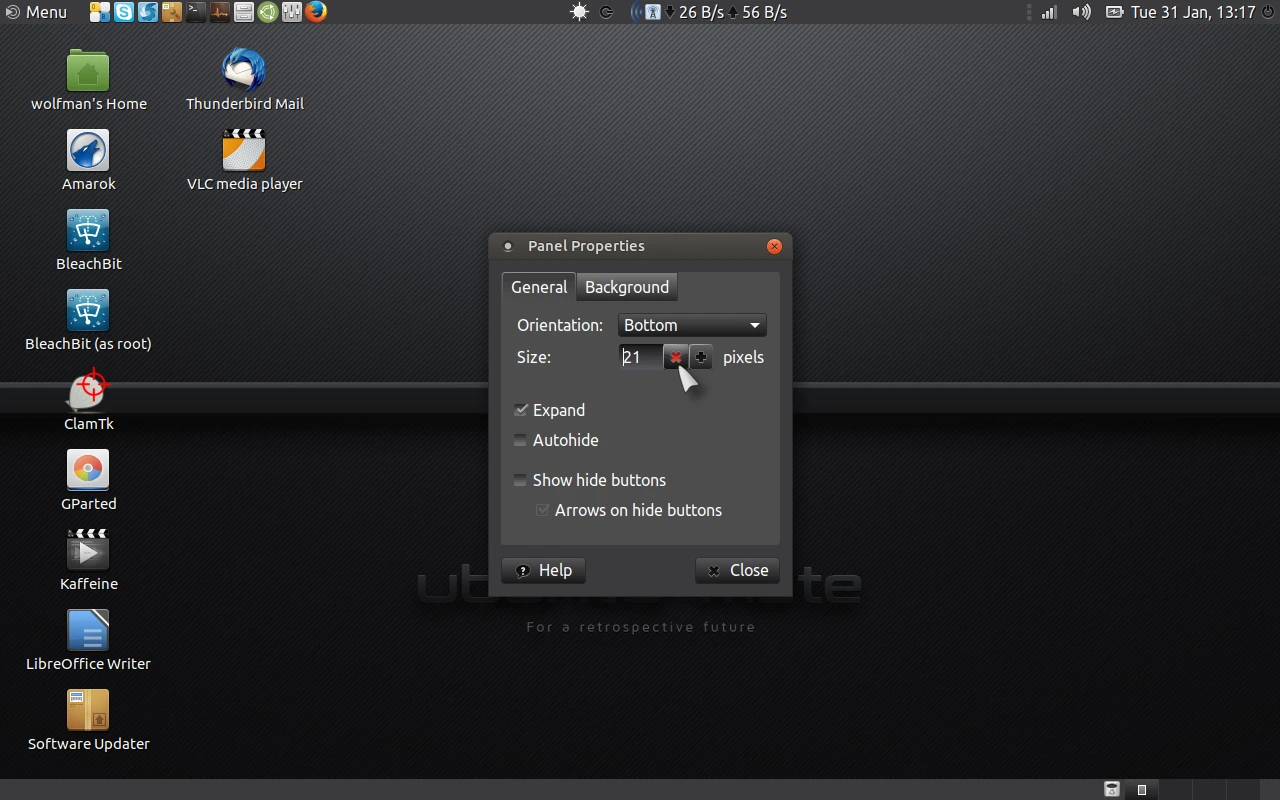 Menu
26 B/s 56 B/s
Tue 31 Jan, 13:17
wolfman's Home
Thunderbird Mail
Amarok
VLC media player
BleachBit
BleachBit (as root)
ClamTk
GParted
Kaffeine
LibreOffice Writer
Software Updater
Panel Properties
General Background
Orientation: Bottom
Size: 21 pixels
Expand
Autohide
Show hide buttons
Arrows on hide buttons
Help Close
For a retrospective future